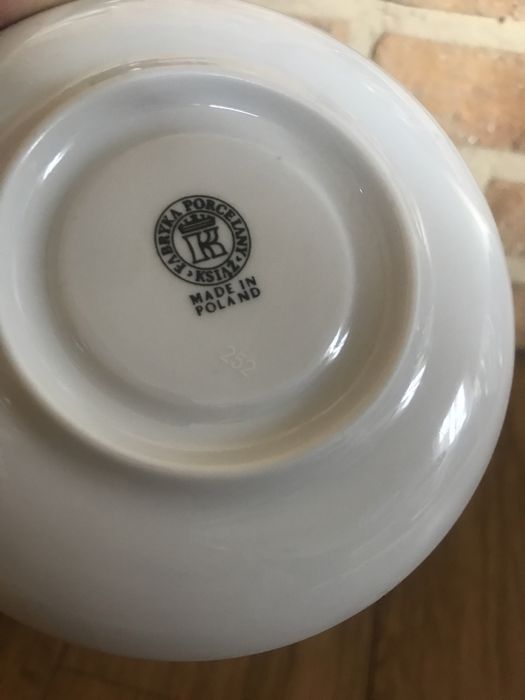 FABRYKA PORCELANY
KSIĄŻ
MADE IN
POLAND
252